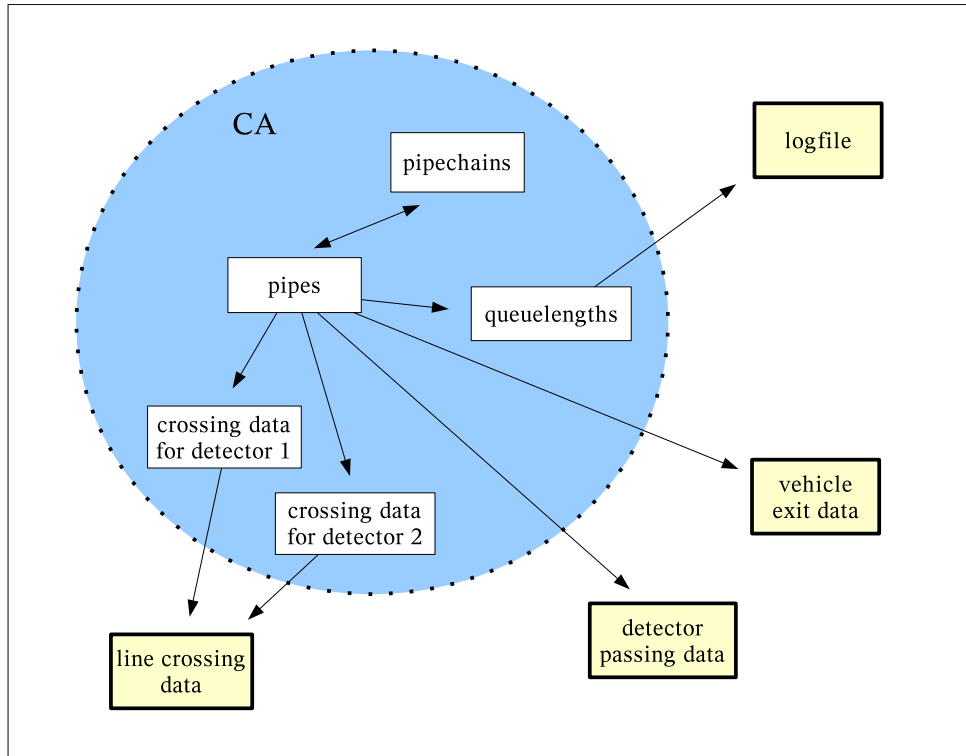 CA
pipechains
logfile
pipes
queuelengths
crossing data
for detector 1
crossing data
for detector 2
vehicle
exit data
detector
passing data
line crossing
data